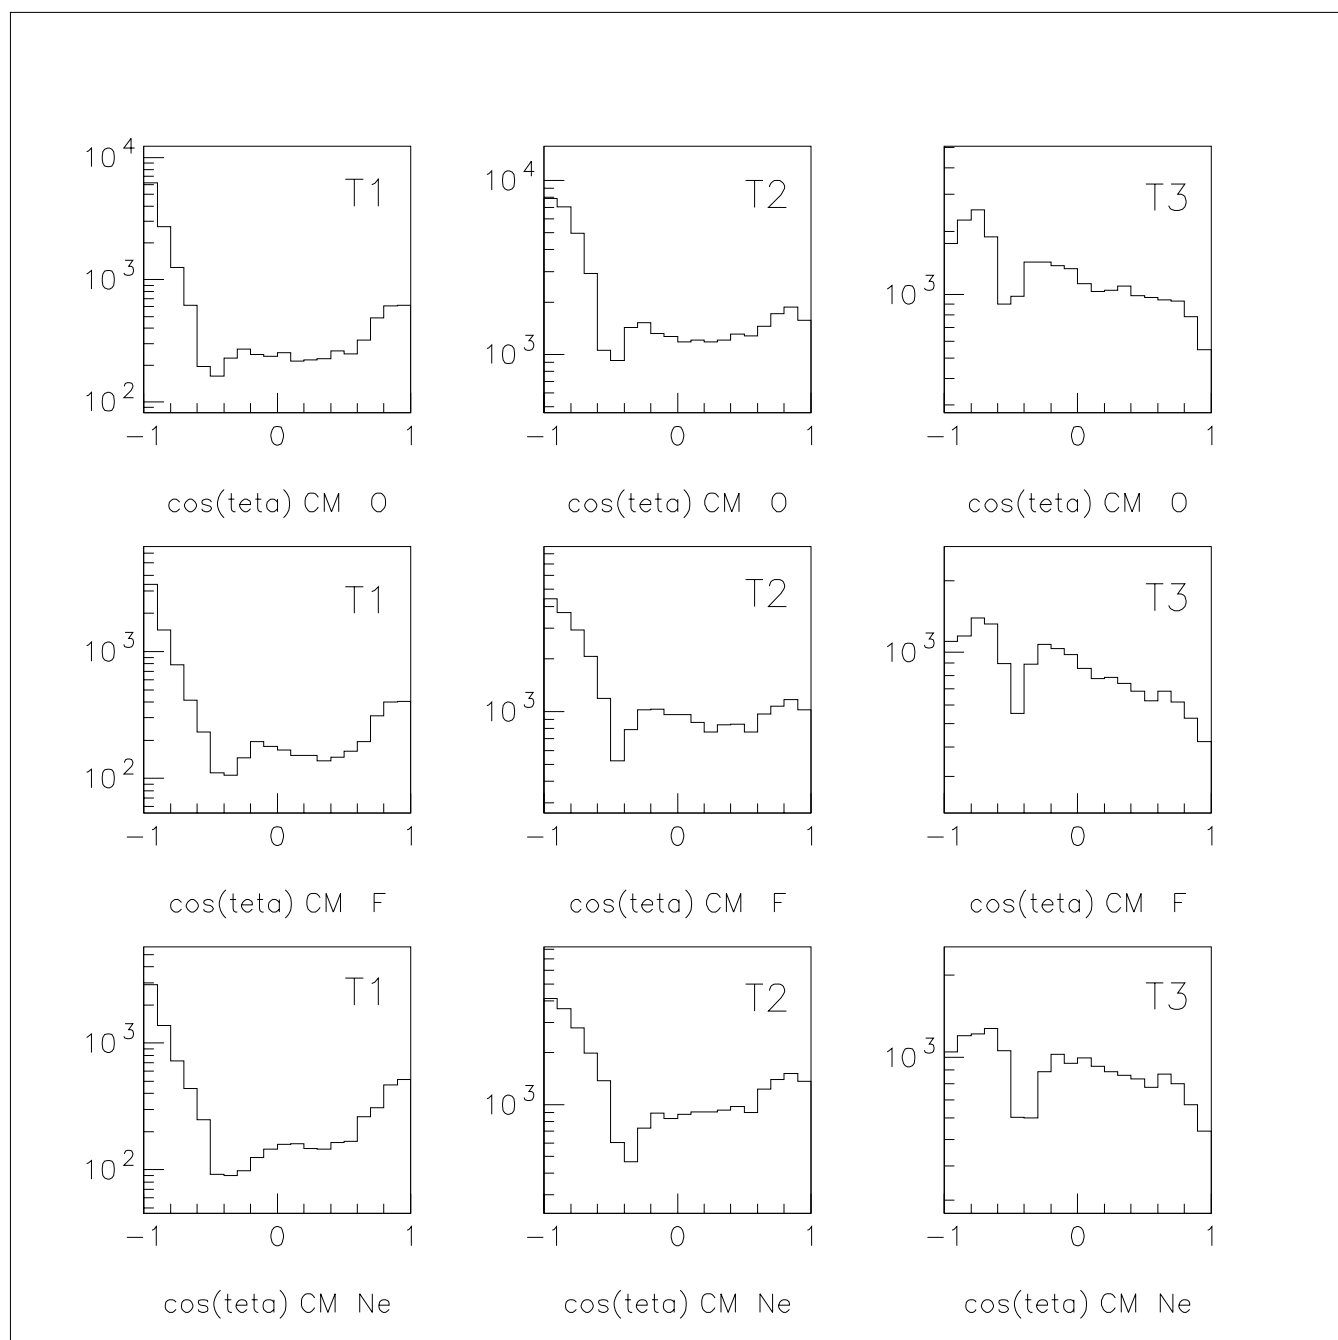 10^4 10^3 10^2 T1 -1 0 1
10^4 10^3 T2 -1 0 1
10^3 T3 -1 0 1
cos(teta) CM O cos(teta) CM O cos(teta) CM O
10^3 10^2 T1 -1 0 1
10^3 T2 -1 0 1
10^3 T3 -1 0 1
cos(teta) CM F cos(teta) CM F cos(teta) CM F
10^3 10^2 T1 -1 0 1
10^3 T2 -1 0 1
10^3 T3 -1 0 1
cos(teta) CM Ne cos(teta) CM Ne cos(teta) CM Ne